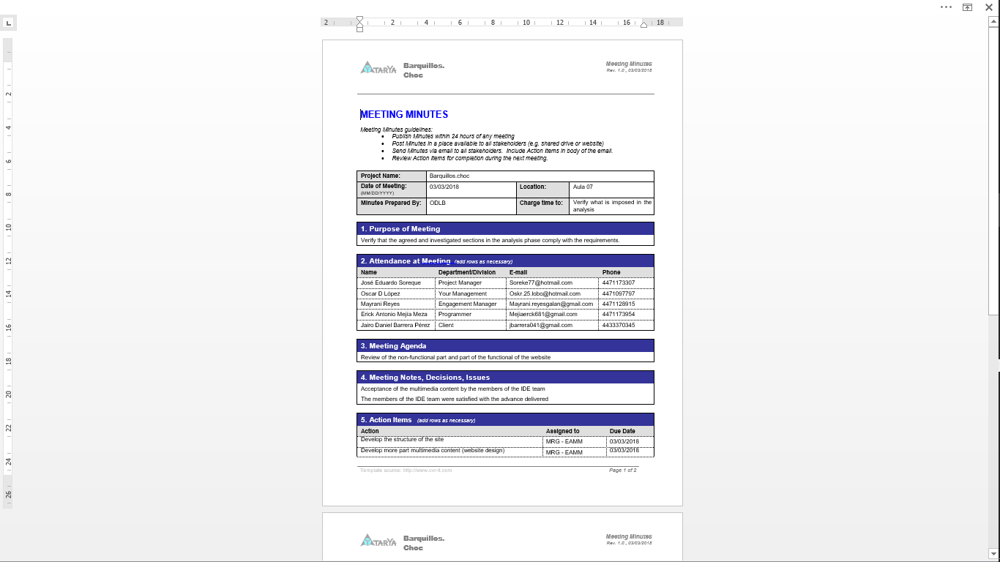 2 2 4 6 8 10 12 14 16 18
2
4
6
8
10
12
14
16
18
20
22
24
26
ATARYA Barquillos. Choc
Meeting Minutes
Rev. 1.0 , 03/03/2018
MEETING MINUTES
Meeting Minutes guidelines:
• Publish Minutes within 24 hours of any meeting
• Post Minutes in a place available to all stakeholders (e.g. shared drive or website)
• Send Minutes via email to all stakeholders. Include Action Items in body of the email.
• Review Action Items for completion during the next meeting.
Project Name: Barquillos.choc
Date of Meeting: (MM/DD/YYYY) 03/03/2018 Location: Aula 07
Minutes Prepared By: ODLB Charge time to: Verify what is imposed in the analysis
1. Purpose of Meeting
Verify that the agreed and investigated sections in the analysis phase comply with the requirements.
2. Attendance at Meeting (add rows as necessary)
Name Department/Division E-mail Phone
José Eduardo Soreque Project Manager Soreke77@hotmail.com 4471173307
Oscar D López Your Management Oskr.25.lobo@hotmail.com 4471097797
Mayrani Reyes Engagement Manager Mayrani.reyesgalan@gmail.com 4471128915
Erick Antonio Mejía Meza Programmer Mejiaerck681@gmail.com 4471173954
Jairo Daniel Barrera Pérez Client jbarrera041@gmail.com 4433370345
3. Meeting Agenda
Review of the non-functional part and part of the functional of the website
4. Meeting Notes, Decisions, Issues
Acceptance of the multimedia content by the members of the IDE team
The members of the IDE team were satisfied with the advance delivered
5. Action Items (add rows as necessary)
Action Assigned to Due Date
Develop the structure of the site MRG - EAMM 03/03/2018
Develop more part multimedia content (website design) MRG - EAMM 03/03/2018
Template source: http://www.cvr-it.com Page 1 of 2
ATARYA Barquillos. Choc
Meeting Minutes
Rev. 1.0 , 03/03/2018